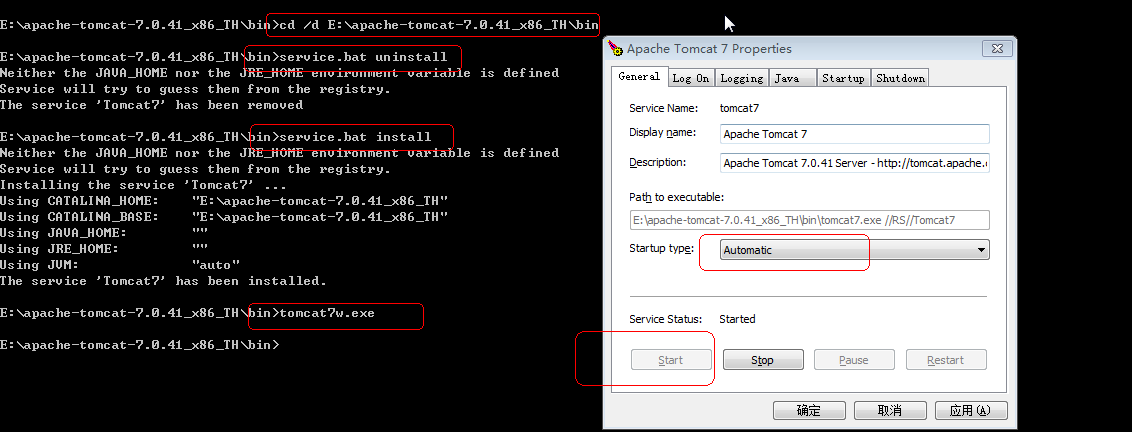 E:\apache-tomcat-7.0.41_x86_TH\bin>cd /d E:\apache-tomcat-7.0.41_x86_TH\bin
E:\apache-tomcat-7.0.41_x86_TH\bin>service.bat uninstall
Neither the JAVA_HOME nor the JRE_HOME environment variable is defined
Service will try to guess them from the registry.
The service 'Tomcat7' has been removed
E:\apache-tomcat-7.0.41_x86_TH\bin>service.bat install
Neither the JAVA_HOME nor the JRE_HOME environment variable is defined
Service will try to guess them from the registry.
Installing the service 'Tomcat7' ...
Using CATALINA_HOME:    "E:\apache-tomcat-7.0.41_x86_TH"
Using CATALINA_BASE:    "E:\apache-tomcat-7.0.41_x86_TH"
Using JAVA_HOME:        ""
Using JRE_HOME:         ""
Using JVM:              "auto"
The service 'Tomcat7' has been installed.
E:\apache-tomcat-7.0.41_x86_TH\bin>tomcat7w.exe
E:\apache-tomcat-7.0.41_x86_TH\bin>
Apache Tomcat 7 Properties
General Log On Logging Java Startup Shutdown
Service Name: tomcat7
Display name: Apache Tomcat 7
Description: Apache Tomcat 7.0.41 Server - http://tomcat.apache.
Path to executable:
E:\apache-tomcat-7.0.41_x86_TH\bin\tomcat7.exe //RS//Tomcat7
Startup type: Automatic
Service Status: Started
Start Stop Pause Restart
确定 取消 应用(A)